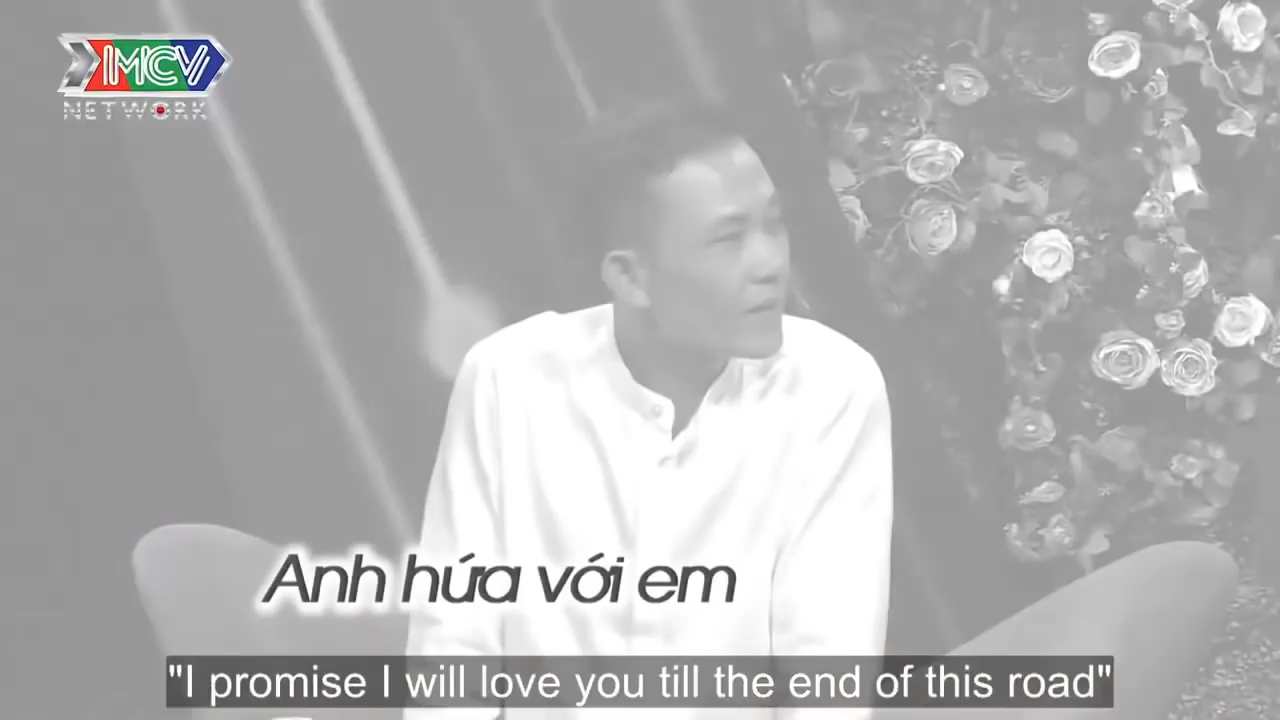 MCV
NETWORK
Anh hứa với em
"I promise I will love you till the end of this road"